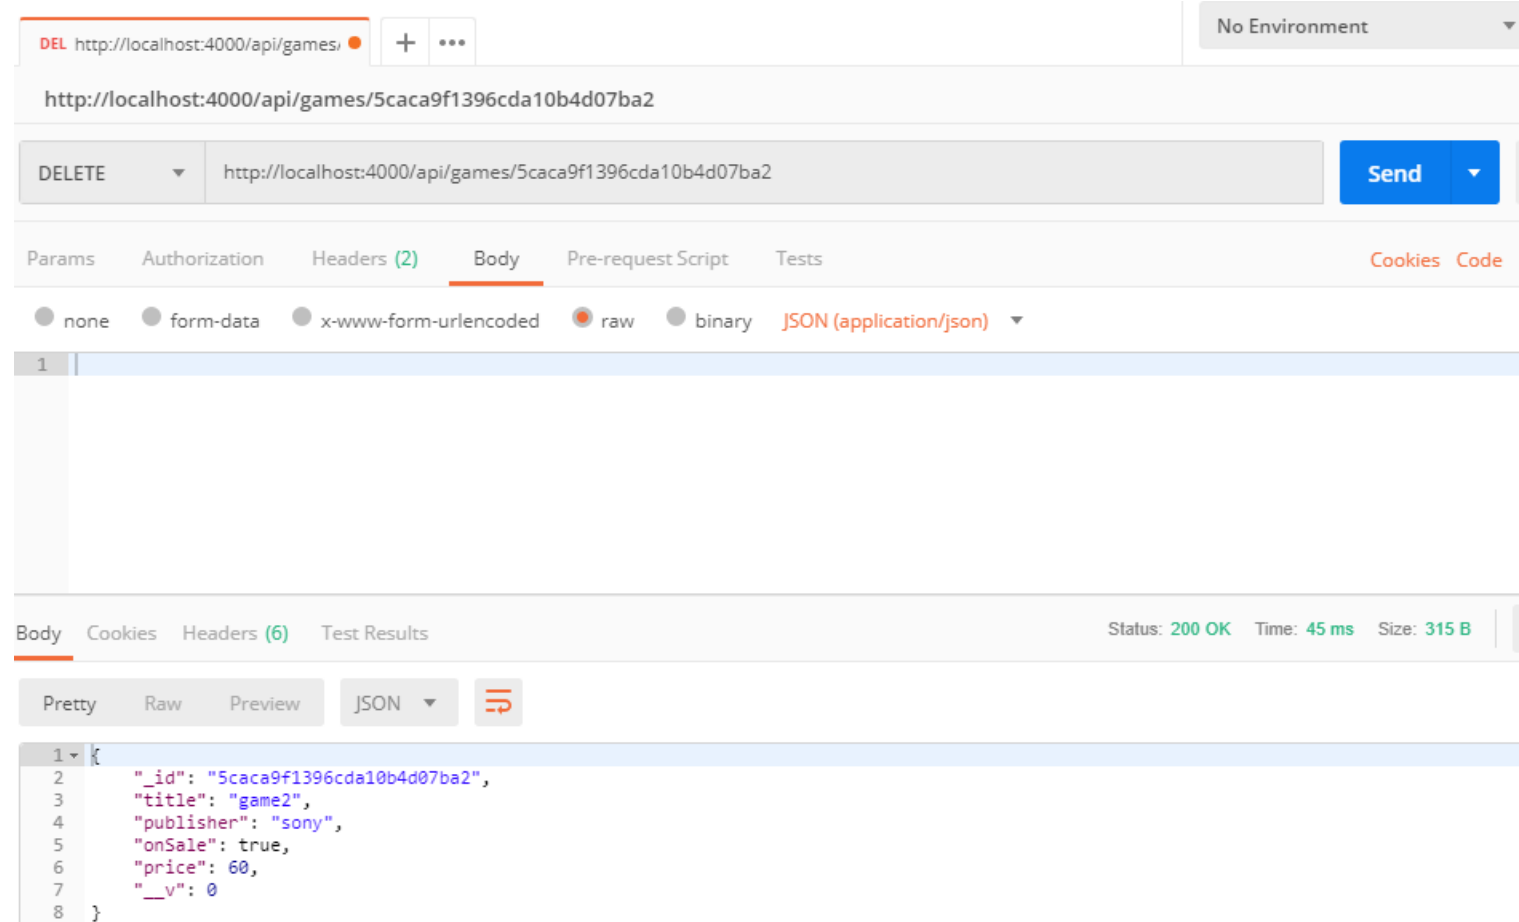 DEL http://localhost:4000/api/games/ + ••• No Environment
http://localhost:4000/api/games/5caca9f1396cda10b4d07ba2
DELETE http://localhost:4000/api/games/5caca9f1396cda10b4d07ba2 Send
Params Authorization Headers (2) Body Pre-request Script Tests Cookies Code
none form-data x-www-form-urlencoded raw binary JSON (application/json)
1
Body Cookies Headers (6) Test Results Status: 200 OK Time: 45 ms Size: 315 B
Pretty Raw Preview JSON
1 {
2 "_id": "5caca9f1396cda10b4d07ba2",
3 "title": "game2",
4 "publisher": "sony",
5 "onSale": true,
6 "price": 60,
7 "__v": 0
8 }